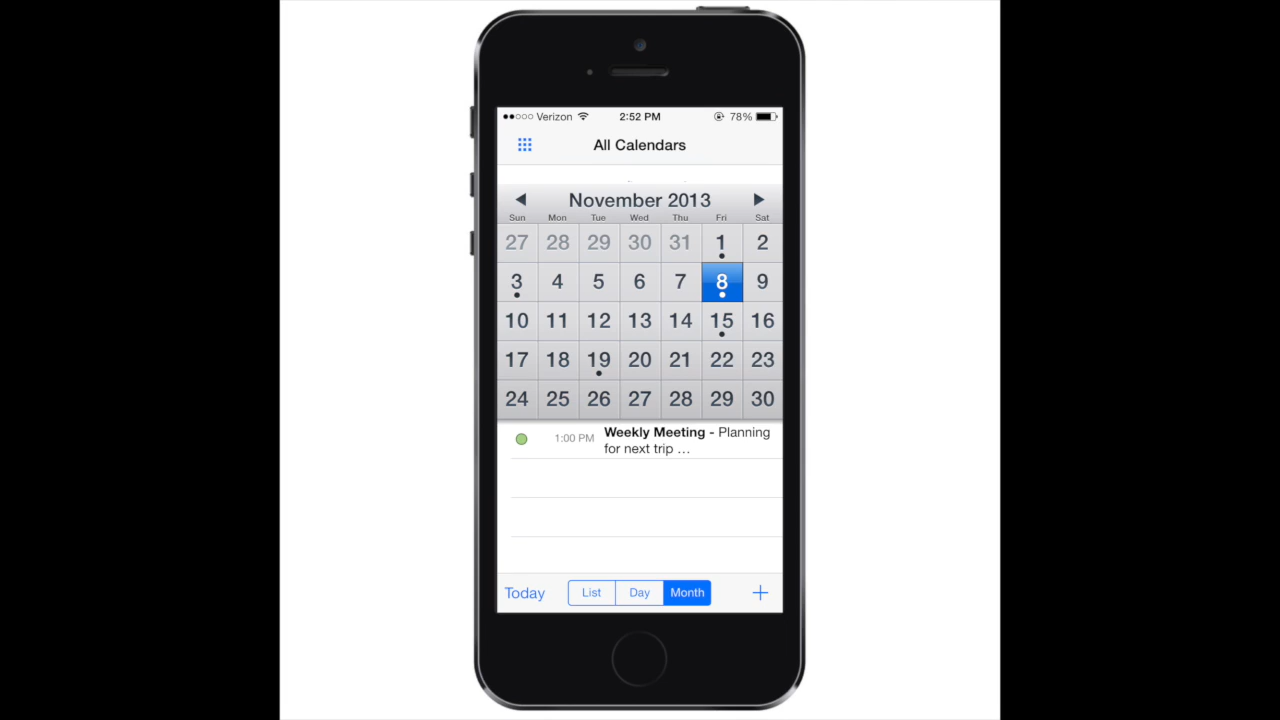 Verizon 2:52 PM 78%
All Calendars
November 2013
Sun Mon Tue Wed Thu Fri Sat
27 28 29 30 31 1 2
3 4 5 6 7 8 9
10 11 12 13 14 15 16
17 18 19 20 21 22 23
24 25 26 27 28 29 30
1:00 PM Weekly Meeting - Planning
for next trip …
Today List Day Month +